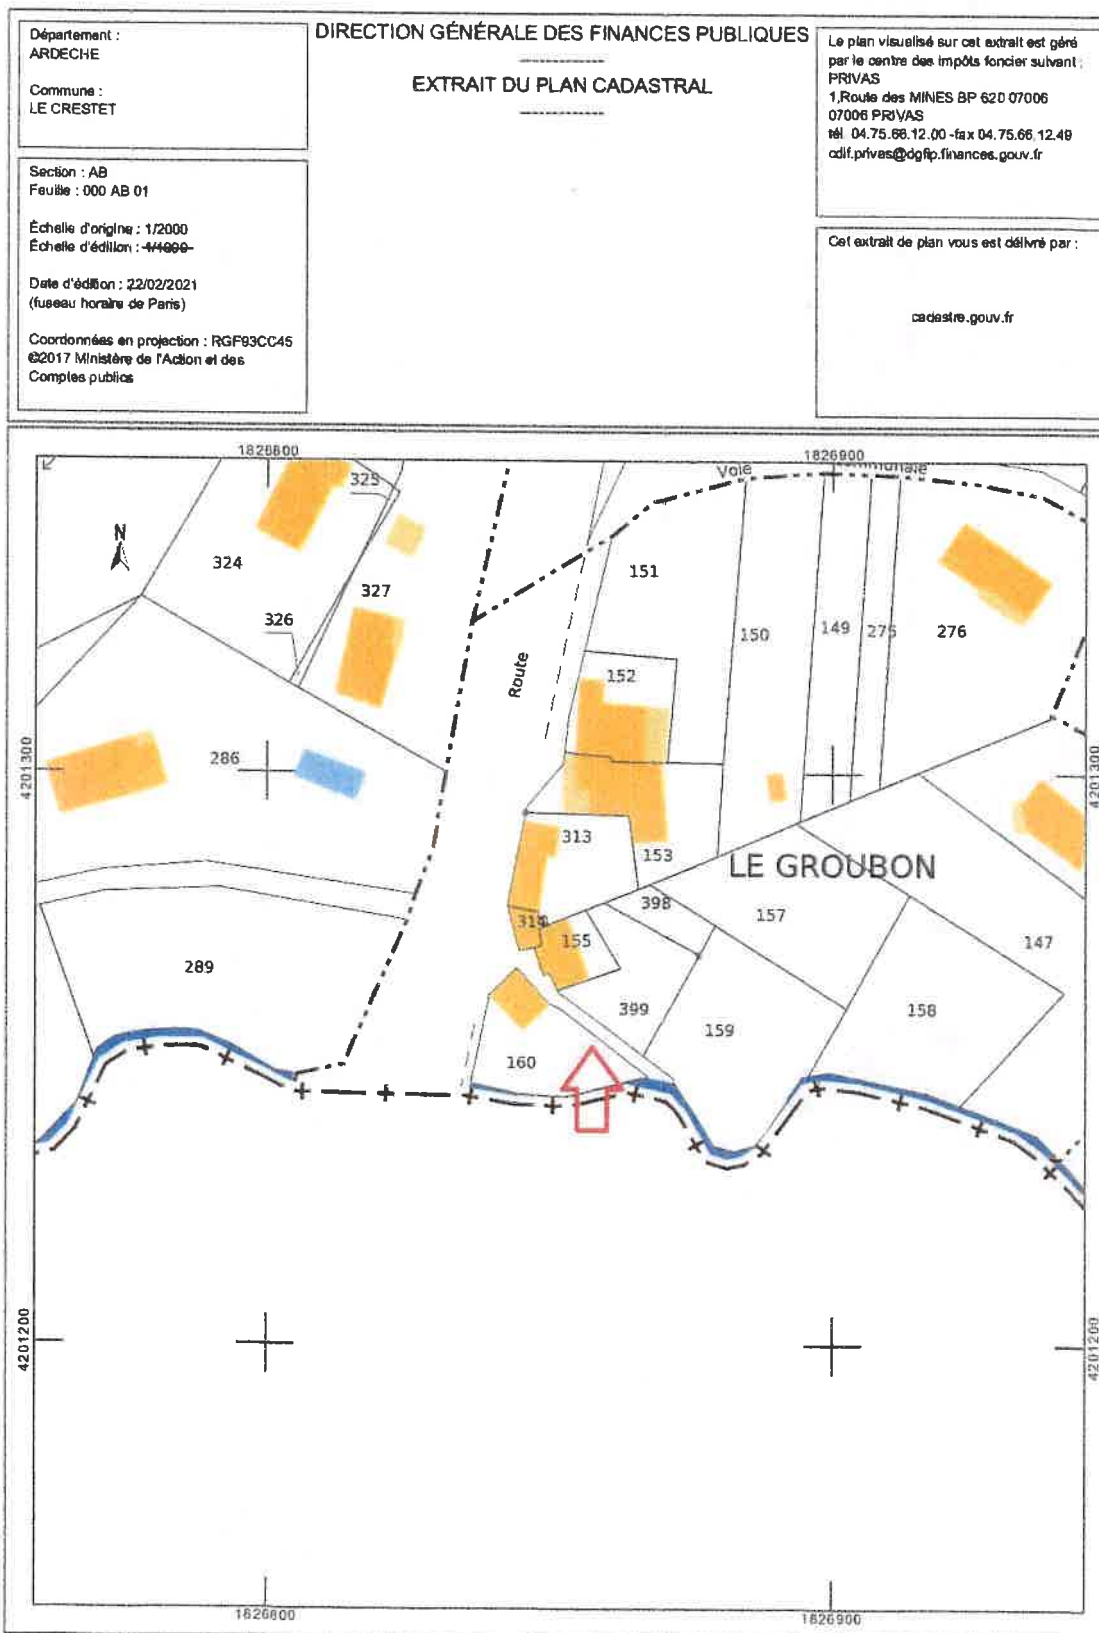 Département :
ARDECHE
Commune :
LE CRESTET
Section : AB
Feuille : 000 AB 01
Échelle d'origine : 1/2000
Échelle d'édition : 1/1000
Date d'édition : 22/02/2021
(fuseau horaire de Paris)
Coordonnées en projection : RGF93CC45
©2017 Ministère de l'Action et des
Comptes publics
DIRECTION GÉNÉRALE DES FINANCES PUBLIQUES
EXTRAIT DU PLAN CADASTRAL
Le plan visualisé sur cet extrait est géré
par le centre des impôts foncier suivant :
PRIVAS
1,Route des MINES BP 620 07006
07006 PRIVAS
tél. 04.75.66.12.00 -fax 04.75.66.12.49
cdif.privas@dgfip.finances.gouv.fr
Cet extrait de plan vous est délivré par :
cadastre.gouv.fr
1826800
1826900
Voie communale
325
N
324
327
326
151
150
149
275
276
Route
152
286
4201300
4201300
313
153
LE GROUBON
398
157
314
155
147
289
399
159
158
160
4201200
4201200
1826800
1826900